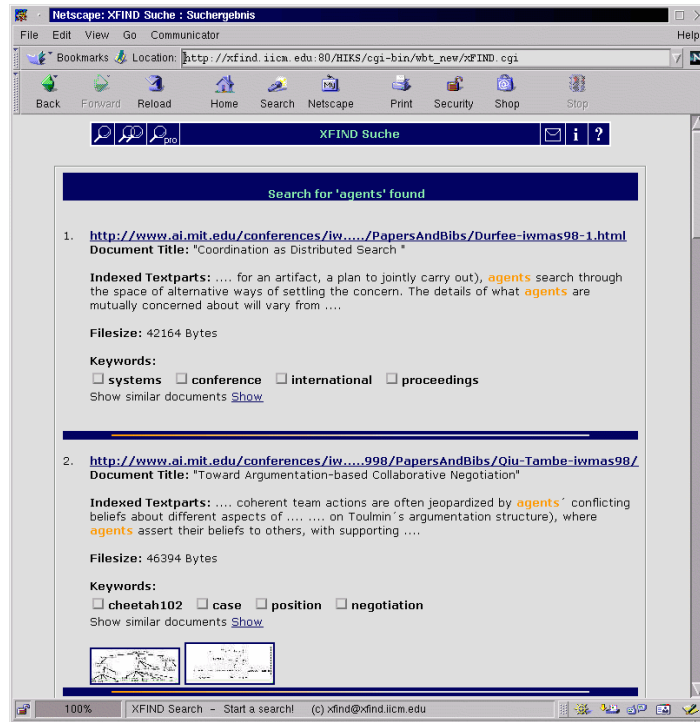 Netscape: XFIND Suche : Suchergebnis
File Edit View Go Communicator Help
Bookmarks Location: http://xfind.iicm.edu:80/HIKS/cgi-bin/wbt_new/xFIND.cgi N
My
Back Forward Reload Home Search Netscape Print Security Shop Stop
pro XFIND Suche i ?
Search for 'agents' found
1. http://www.ai.mit.edu/conferences/iw...../PapersAndBibs/Durfee-iwmas98-1.html
Document Title: "Coordination as Distributed Search "
Indexed Textparts: .... for an artifact, a plan to jointly carry out), agents search through
the space of alternative ways of settling the concern. The details of what agents are
mutually concerned about will vary from ....
Filesize: 42164 Bytes
Keywords:
systems conference international proceedings
Show similar documents Show
2. http://www.ai.mit.edu/conferences/iw.....998/PapersAndBibs/Qiu-Tambe-iwmas98/
Document Title: "Toward Argumentation-based Collaborative Negotiation"
Indexed Textparts: .... coherent team actions are often jeopardized by agents´ conflicting
beliefs about different aspects of .... .... on Toulmin´s argumentation structure), where
agents assert their beliefs to others, with supporting ....
Filesize: 46394 Bytes
Keywords:
cheetah102 case position negotiation
Show similar documents Show
100% XFIND Search - Start a search! (c) xfind@xfind.iicm.edu